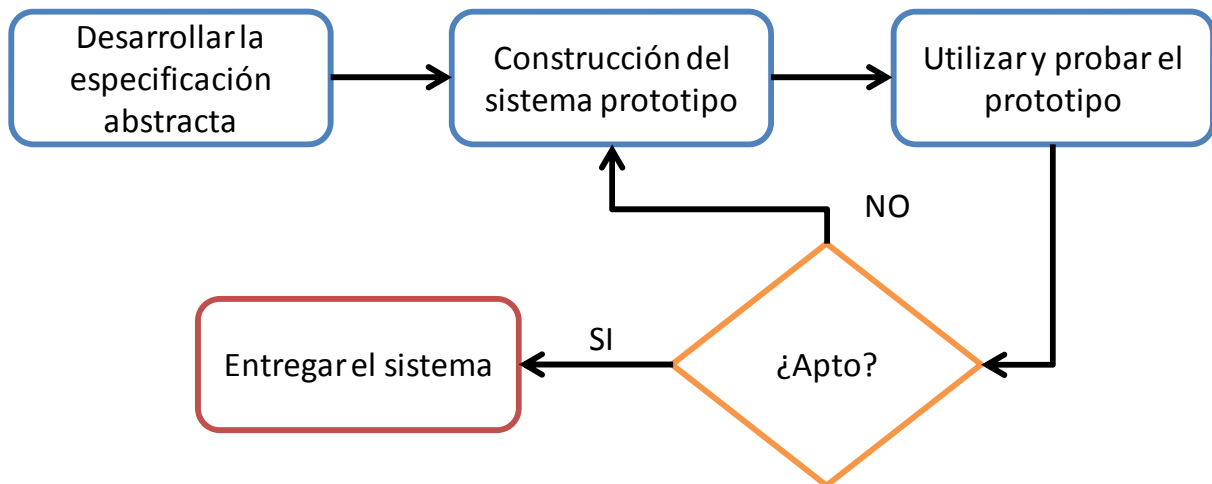 Desarrollar la
especificación
abstracta
Construcción del
sistema prototipo
Utilizar y probar el
prototipo
NO
SI
Entregar el sistema
¿Apto?